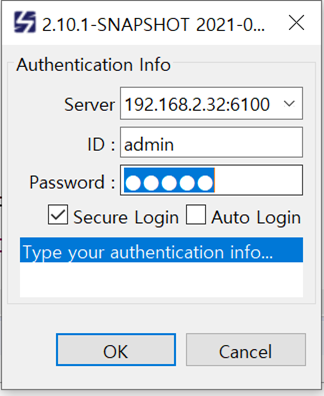 2.10.1-SNAPSHOT 2021-0...
Authentication Info
Server 192.168.2.32:6100
ID : admin
Password : ●●●●●
Secure Login Auto Login
Type your authentication info...
OK Cancel